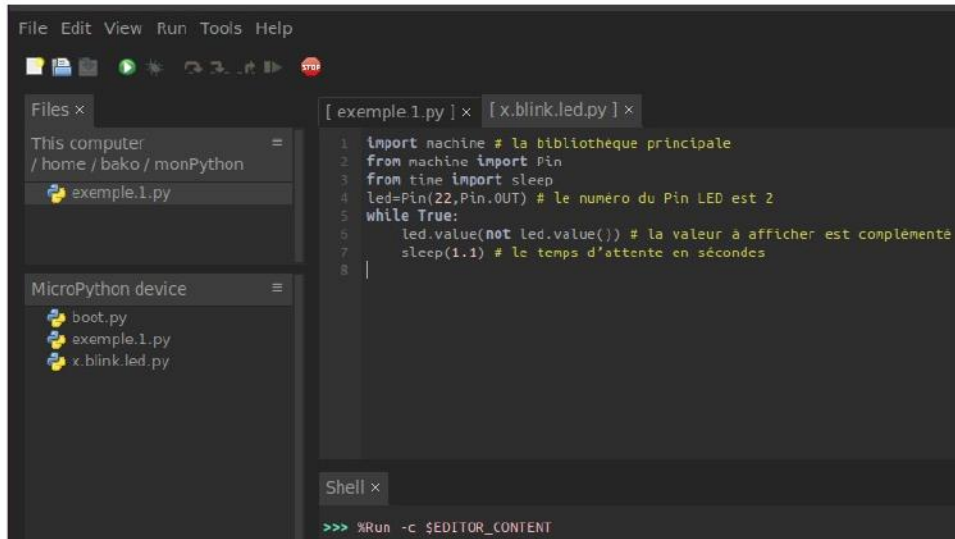 File Edit View Run Tools Help
STOP
Files ×
This computer
/ home / bako / monPython
exemple.1.py
MicroPython device
boot.py
exemple.1.py
x.blink.led.py
[ exemple.1.py ] × [ x.blink.led.py ] ×
1 import machine # la bibliothèque principale
2 from machine import Pin
3 from time import sleep
4 led=Pin(22,Pin.OUT) # le numéro du Pin LED est 2
5 while True:
6 led.value(not led.value()) # la valeur à afficher est complémenté
7 sleep(1.1) # le temps d'attente en sécondes
8
Shell ×
>>> %Run -c $EDITOR_CONTENT